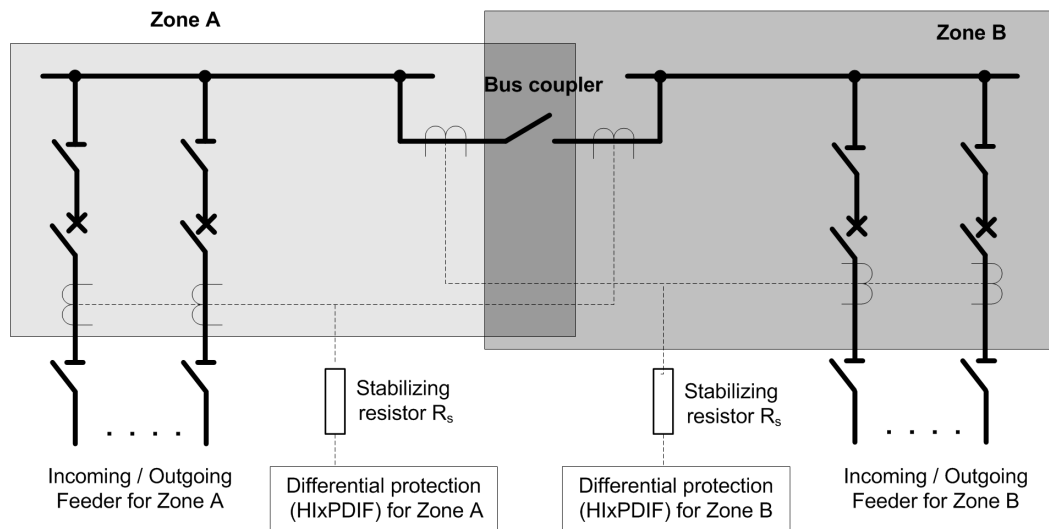 Zone A
Zone B
Bus coupler
Stabilizing
resistor Rs
Stabilizing
resistor Rs
. . . .
. . . .
Incoming / Outgoing
Feeder for Zone A
Differential protection
(HIxPDIF) for Zone A
Differential protection
(HIxPDIF) for Zone B
Incoming / Outgoing
Feeder for Zone B